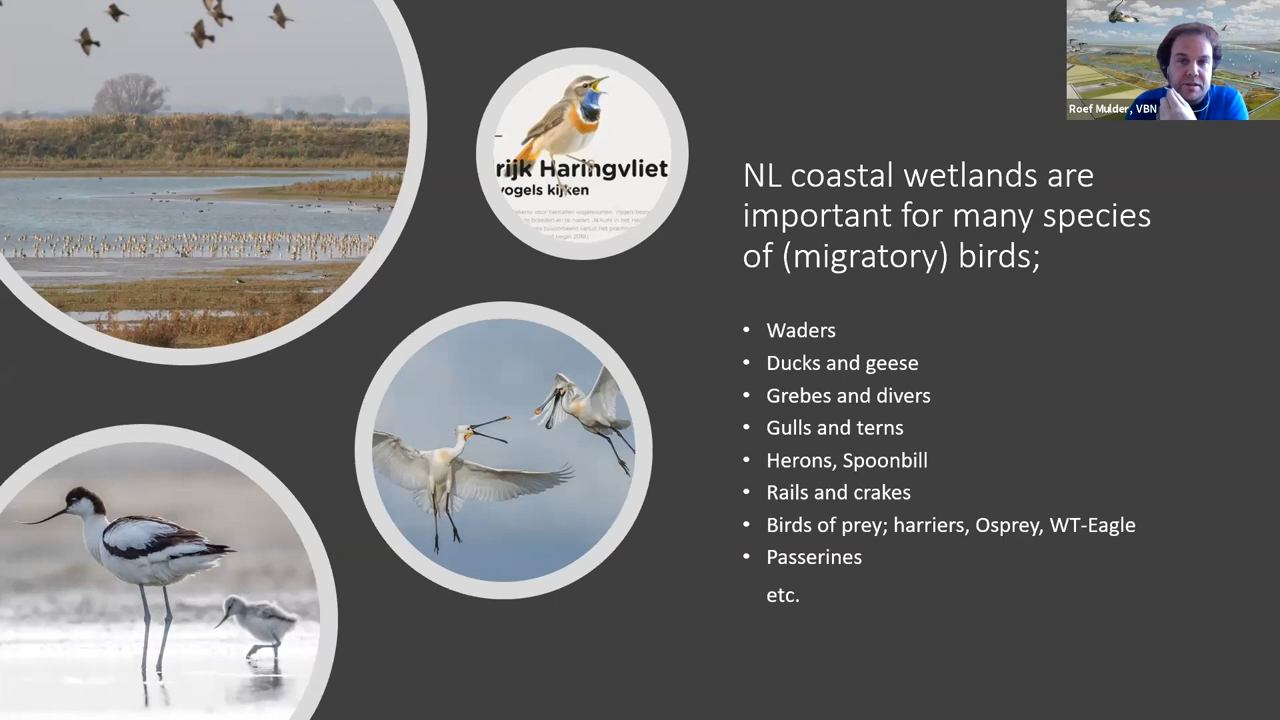 Roef Mulder, VBN
rijk Haringvliet
vogels kijken
NL coastal wetlands are
important for many species
of (migratory) birds;
• Waders
• Ducks and geese
• Grebes and divers
• Gulls and terns
• Herons, Spoonbill
• Rails and crakes
• Birds of prey; harriers, Osprey, WT-Eagle
• Passerines
etc.